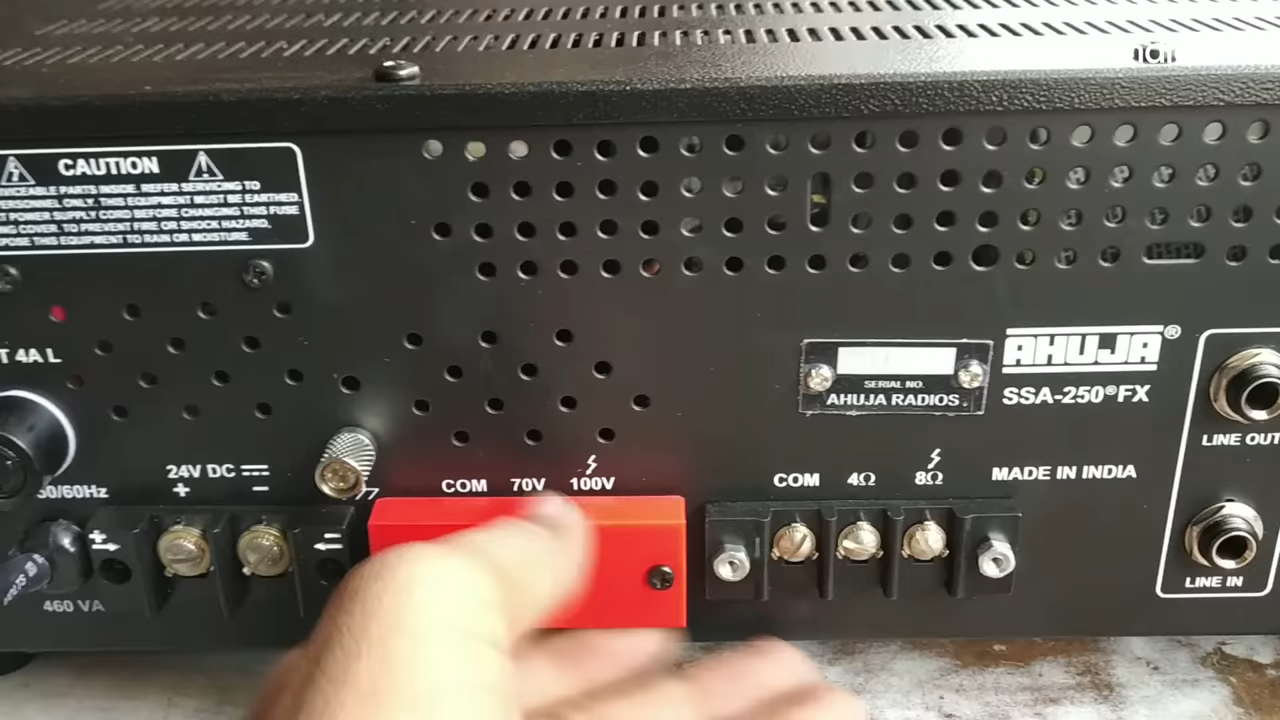 CAUTION
VICEABLE PARTS INSIDE. REFER SERVICING TO
PERSONNEL ONLY. THIS EQUIPMENT MUST BE EARTHED.
T POWER SUPPLY CORD BEFORE CHANGING THIS FUSE
NG COVER. TO PREVENT FIRE OR SHOCK HAZARD,
POSE THIS EQUIPMENT TO RAIN OR MOISTURE.
T 4A L
AHUJA®
SERIAL NO.
AHUJA RADIOS.
SSA-250®FX
LINE OUT
24V DC
+ −
50/60Hz
COM 70V 100V
COM 4Ω 8Ω
MADE IN INDIA
+ −
460 VA
LINE IN